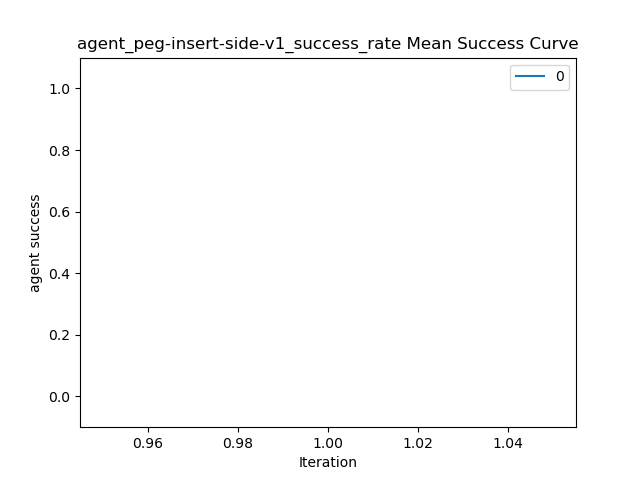 agent_peg-insert-side-v1_success_rate Mean Success Curve
0
1.0
0.8
0.6
0.4
0.2
0.0
agent success
0.96 0.98 1.00 1.02 1.04
Iteration